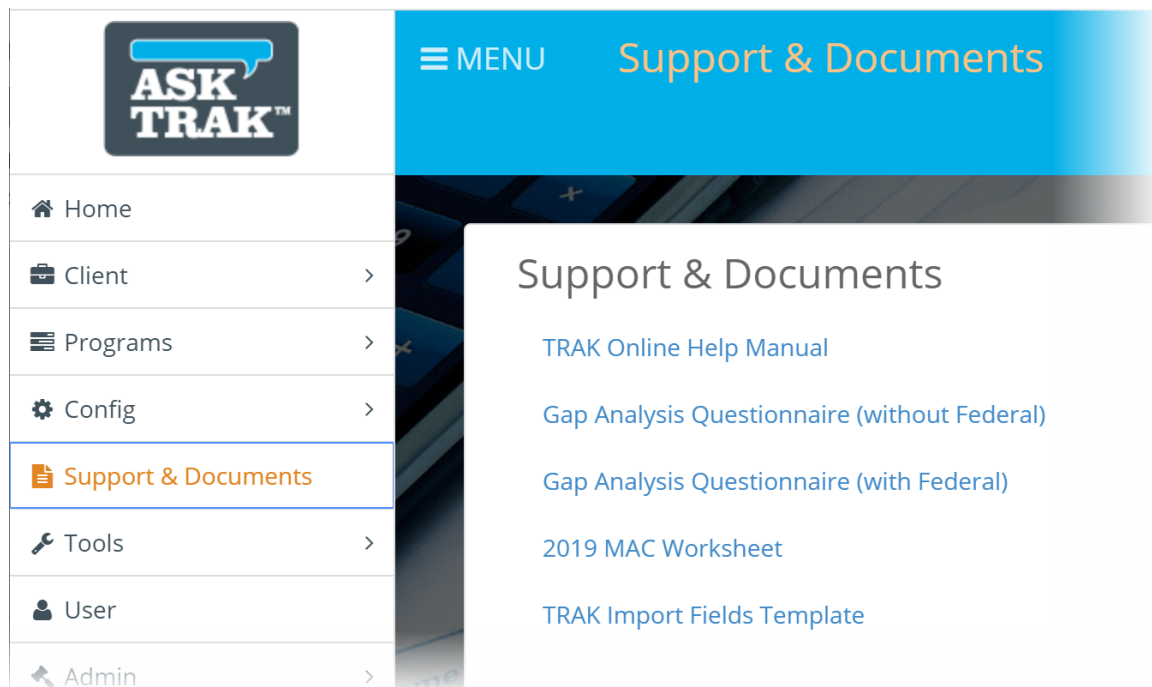 ASK
TRAK™
MENU
Support & Documents
Home
Client
Programs
Config
Support & Documents
Tools
User
Admin
Support & Documents
TRAK Online Help Manual
Gap Analysis Questionnaire (without Federal)
Gap Analysis Questionnaire (with Federal)
2019 MAC Worksheet
TRAK Import Fields Template